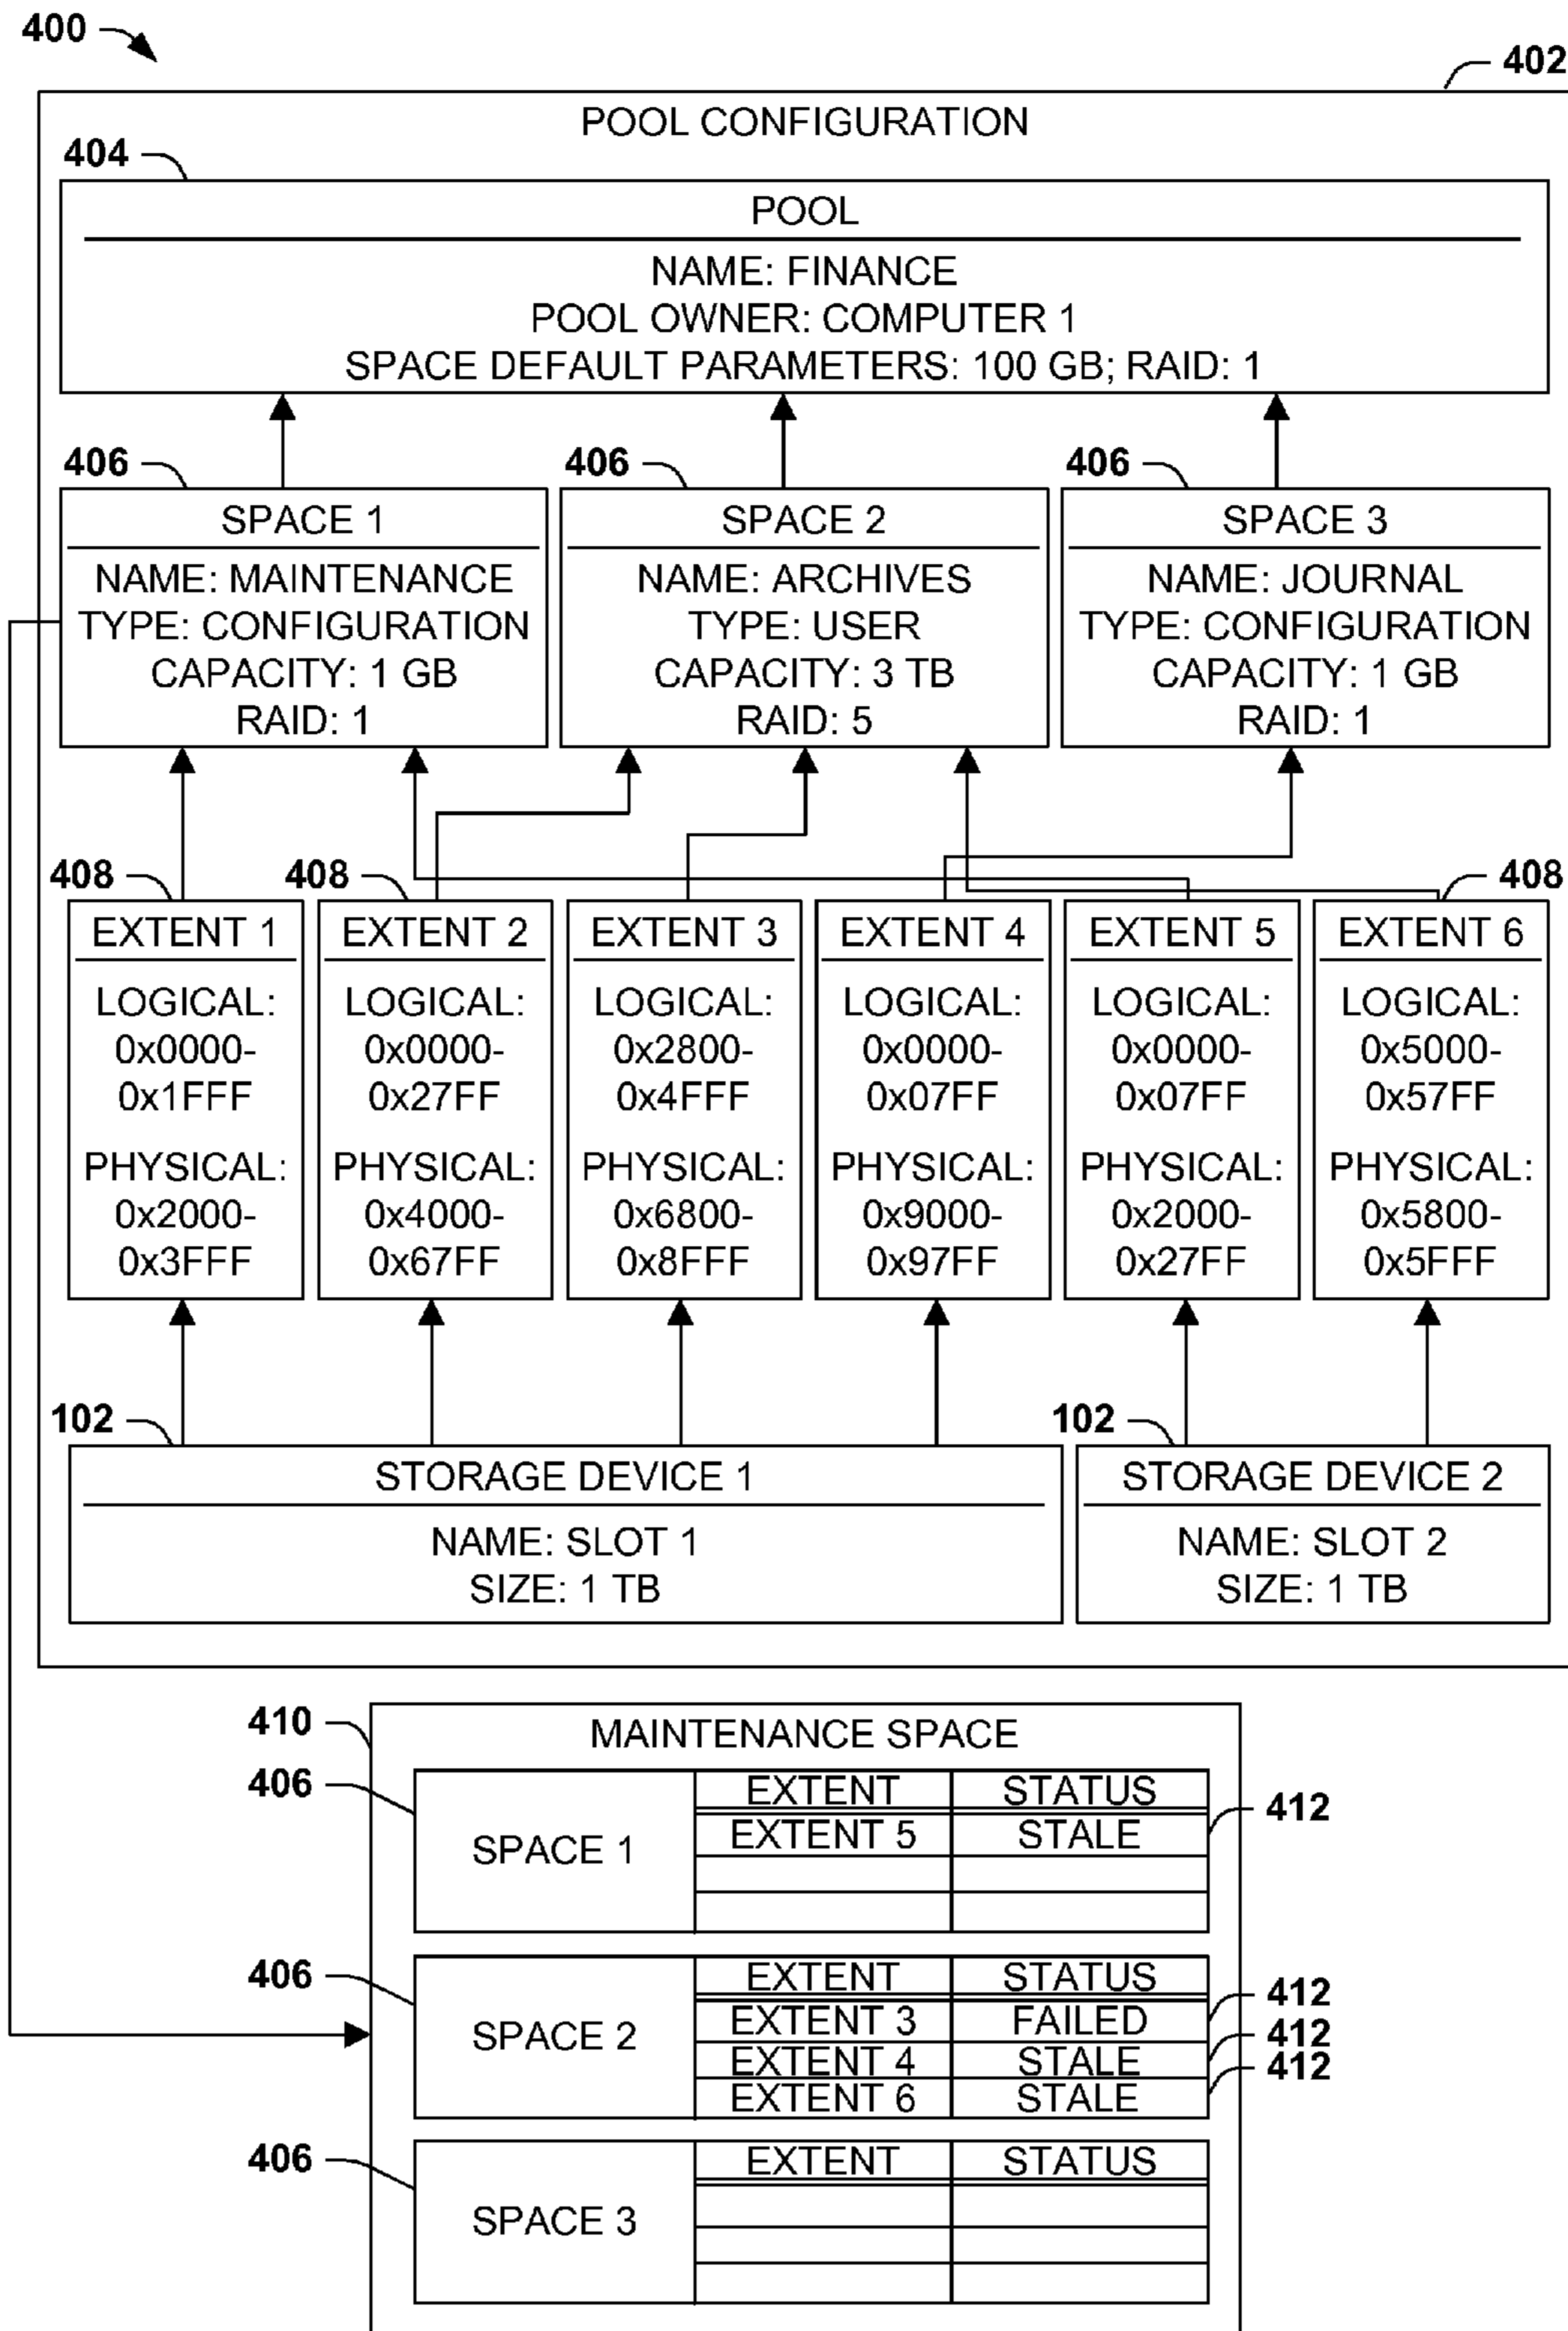 400
402
POOL CONFIGURATION
404
POOL
NAME: FINANCE
POOL OWNER: COMPUTER 1
SPACE DEFAULT PARAMETERS: 100 GB; RAID: 1
406
SPACE 1
NAME: MAINTENANCE
TYPE: CONFIGURATION
CAPACITY: 1 GB
RAID: 1
406
SPACE 2
NAME: ARCHIVES
TYPE: USER
CAPACITY: 3 TB
RAID: 5
406
SPACE 3
NAME: JOURNAL
TYPE: CONFIGURATION
CAPACITY: 1 GB
RAID: 1
408
EXTENT 1
LOGICAL:
0x0000-
0x1FFF
PHYSICAL:
0x2000-
0x3FFF
408
EXTENT 2
LOGICAL:
0x0000-
0x27FF
PHYSICAL:
0x4000-
0x67FF
EXTENT 3
LOGICAL:
0x2800-
0x4FFF
PHYSICAL:
0x6800-
0x8FFF
EXTENT 4
LOGICAL:
0x0000-
0x07FF
PHYSICAL:
0x9000-
0x97FF
EXTENT 5
LOGICAL:
0x0000-
0x07FF
PHYSICAL:
0x2000-
0x27FF
408
EXTENT 6
LOGICAL:
0x5000-
0x57FF
PHYSICAL:
0x5800-
0x5FFF
102
STORAGE DEVICE 1
NAME: SLOT 1
SIZE: 1 TB
102
STORAGE DEVICE 2
NAME: SLOT 2
SIZE: 1 TB
410
MAINTENANCE SPACE
406
SPACE 1
EXTENT STATUS
EXTENT 5 STALE
412
406
SPACE 2
EXTENT STATUS
EXTENT 3 FAILED
412
EXTENT 4 STALE
412
EXTENT 6 STALE
412
406
SPACE 3
EXTENT STATUS